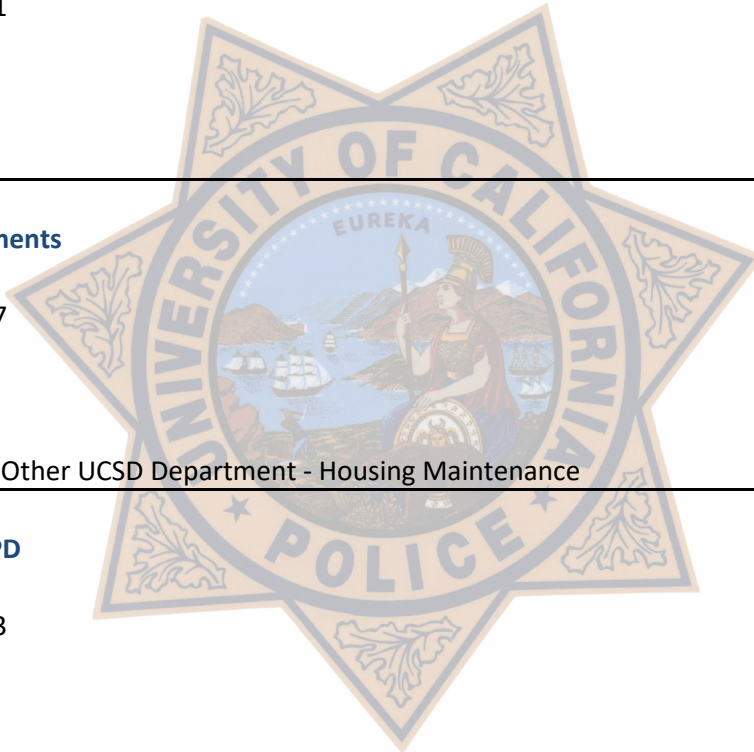 1
UNIVERSITY OF CALIFORNIA
EUREKA
ments
7
Other UCSD Department - Housing Maintenance
POLICE
PD
3